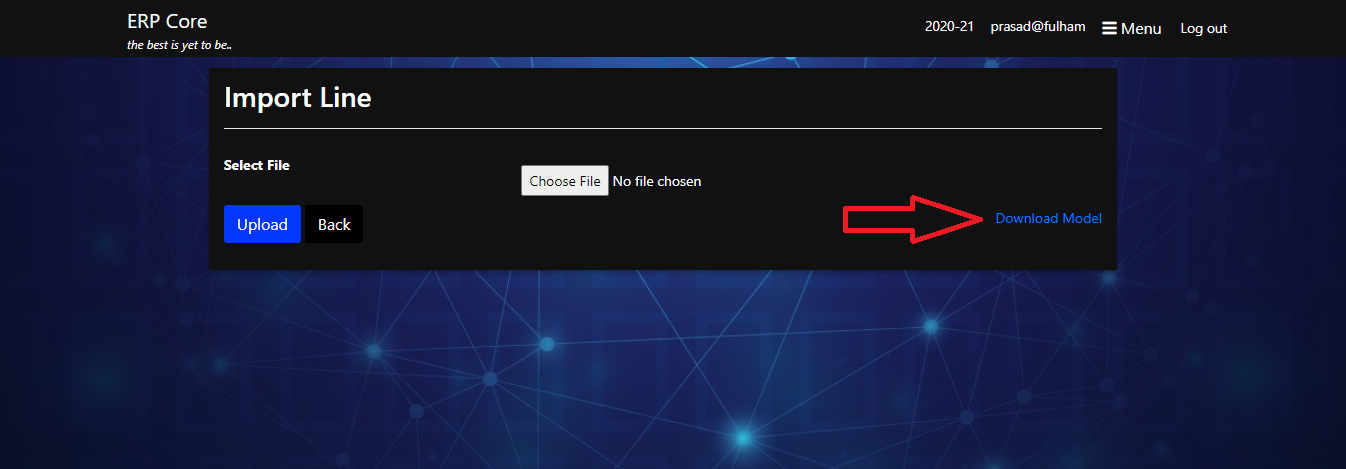 ERP Core
the best is yet to be..
2020-21 prasad@fulham Menu Log out
Import Line
Select File
Choose File No file chosen
Upload Back
Download Model